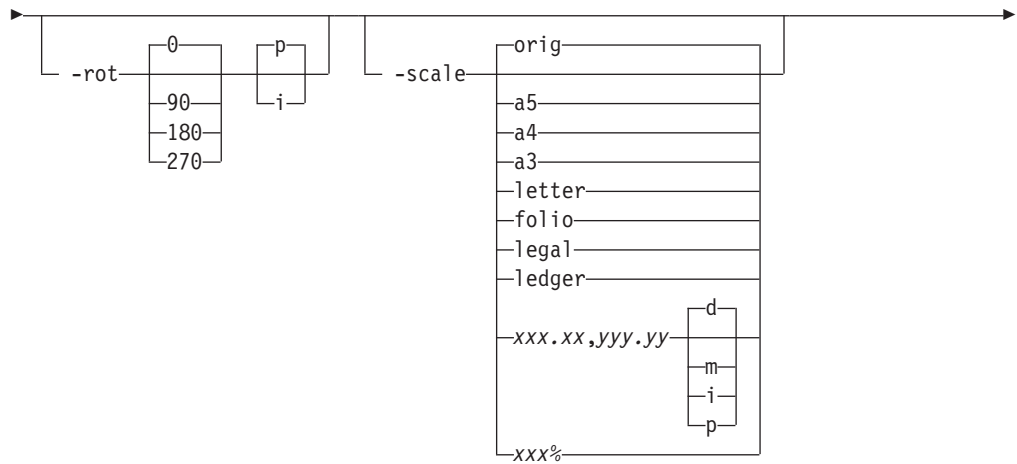 0 p orig
-rot -scale
90 i a5
180 a4
270 a3
letter
folio
legal
ledger
d
xxx.xx,yyy.yy
m
i
p
xxx%